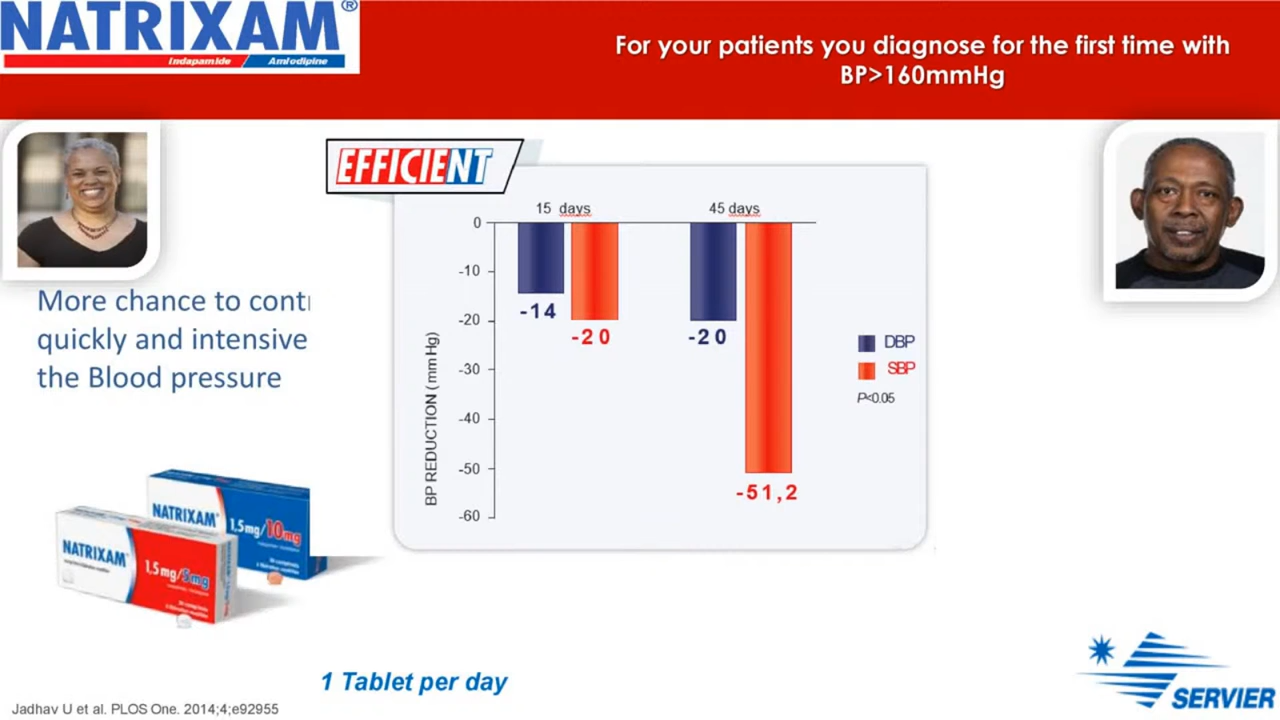 NATRIXAM®
Indapamide / Amlodipine
For your patients you diagnose for the first time with
BP>160mmHg
EFFICIENT
15 days
45 days
0
-10
-20
-30
-40
-50
-60
BP REDUCTION (mmHg)
-14
-20
-20
-51,2
DBP
SBP
P<0.05
More chance to cont
quickly and intensive
the Blood pressure
NATRIXAM
1,5mg/10mg
NATRIXAM
1,5mg/5mg
1 Tablet per day
Jadhav U et al. PLOS One. 2014;4;e92955
SERVIER